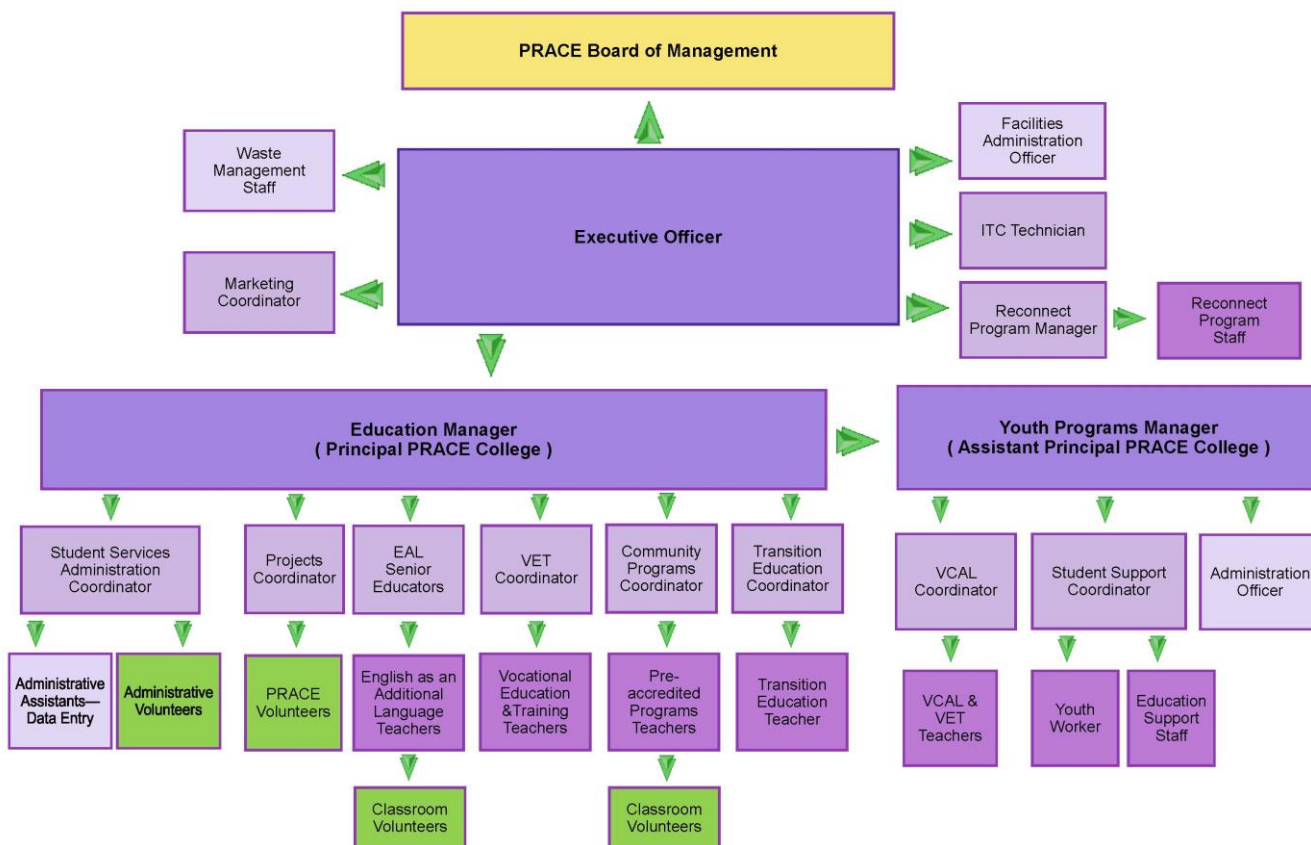 PRACE Board of Management
Waste
Management
Staff
Facilities
Administration
Officer
Executive Officer
ITC Technician
Marketing
Coordinator
Reconnect
Program Manager
Reconnect
Program
Staff
Education Manager
( Principal PRACE College )
Youth Programs Manager
( Assistant Principal PRACE College )
Student Services
Administration
Coordinator
Projects
Coordinator
EAL
Senior
Educators
VET
Coordinator
Community
Programs
Coordinator
Transition
Education
Coordinator
VCAL
Coordinator
Student Support
Coordinator
Administration
Officer
Administrative
Assistants—
Data Entry
Administrative
Volunteers
PRACE
Volunteers
English as an
Additional
Language
Teachers
Vocational
Education
&Training
Teachers
Pre-
accredited
Programs
Teachers
Transition
Education
Teacher
VCAL &
VET
Teachers
Youth
Worker
Education
Support
Staff
Classroom
Volunteers
Classroom
Volunteers